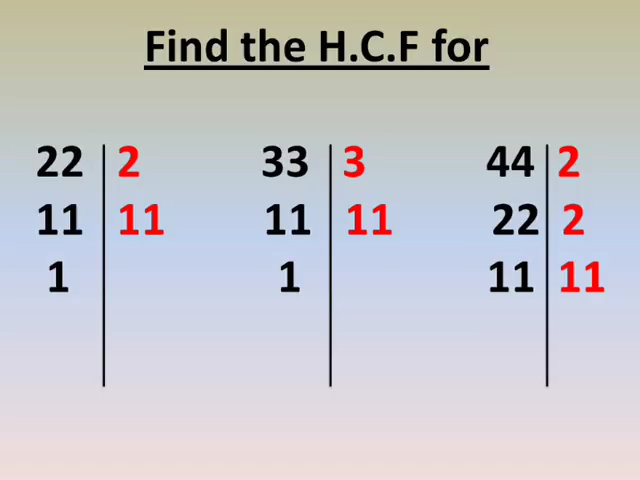 Find the H.C.F for
22 2 33 3 44 2
11 11 11 11 22 2
1 1 11 11